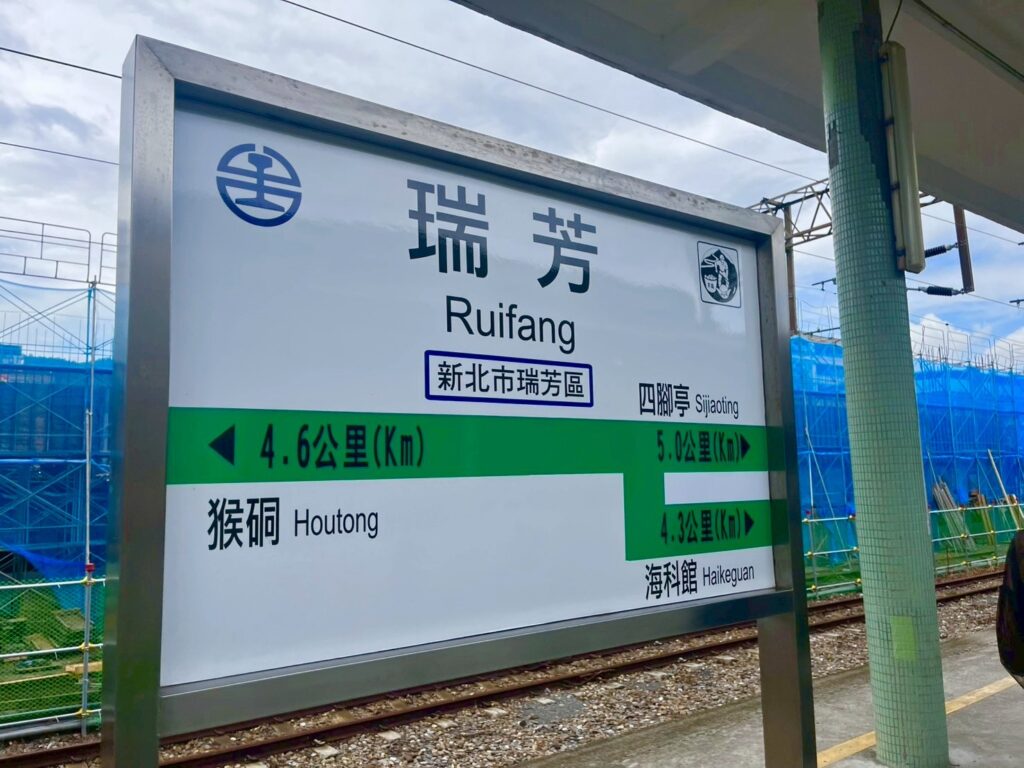 瑞芳
Ruifang
新北市瑞芳區
四腳亭 Sijiaoting
4.6公里(Km)
5.0公里(Km)
猴硐 Houtong
4.3公里(Km)
海科館 Haikeguan